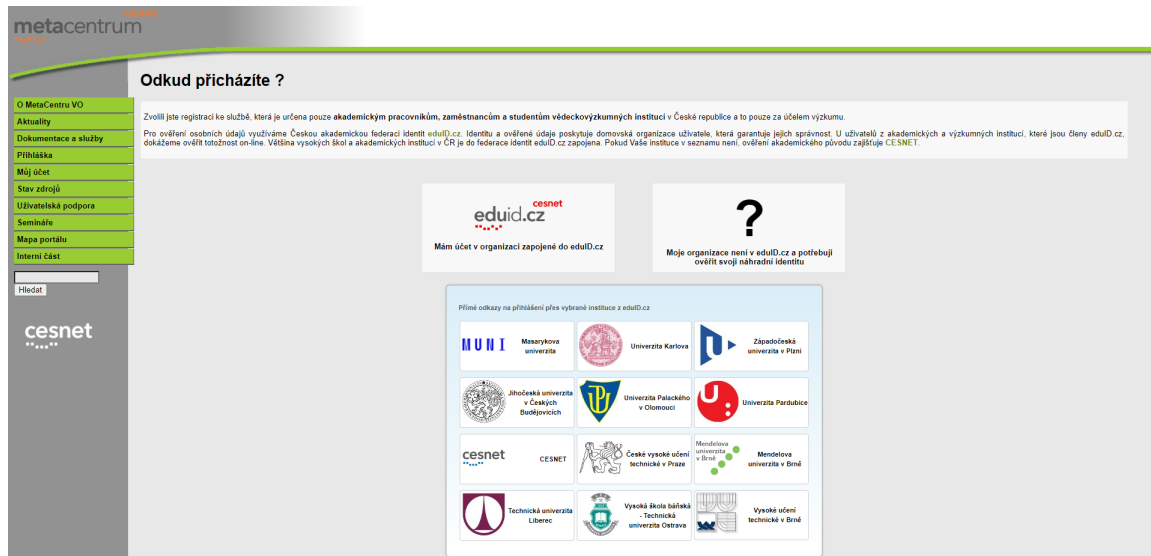 cesnet
metacentrum
Odkud přicházíte ?
O MetaCentru VO
Aktuality
Dokumentace a služby
Přihláška
Můj účet
Stav zdrojů
Uživatelská podpora
Semináře
Mapa portálu
Interní část
Hledat
cesnet
Zvolili jste registraci ke službě, která je určena pouze akademickým pracovníkům, zaměstnancům a studentům vědeckovýzkumných institucí v České republice a to pouze za účelem výzkumu.
Pro ověření osobních údajů využíváme Českou akademickou federaci identit eduID.cz. Identitu a ověřené údaje poskytuje domovská organizace uživatele, která garantuje jejich správnost. U uživatelů z akademických a výzkumných institucí, které jsou členy eduID.cz,
dokážeme ověřit totožnost on-line. Většina vysokých škol a akademických institucí v ČR je do federace identit eduID.cz zapojena. Pokud Vaše instituce v seznamu není, ověření akademického původu zajišťuje CESNET.
cesnet
eduid.cz
Mám účet v organizaci zapojené do eduID.cz
?
Moje organizace není v eduID.cz a potřebuji
ověřit svoji náhradní identitu
Přímé odkazy na přihlášení přes vybrané instituce z eduID.cz
MUNI
Masarykova
univerzita
Univerzita Karlova
Západočeská
univerzita v Plzni
Jihočeská univerzita
v Českých
Budějovicích
Univerzita Palackého
v Olomouci
Univerzita Pardubice
cesnet
CESNET
České vysoké učení
technické v Praze
Mendelova
univerzita
v Brně
Mendelova
univerzita v Brně
Technická univerzita
Liberec
Vysoká škola báňská
- Technická
univerzita Ostrava
Vysoké učení
technické v Brně